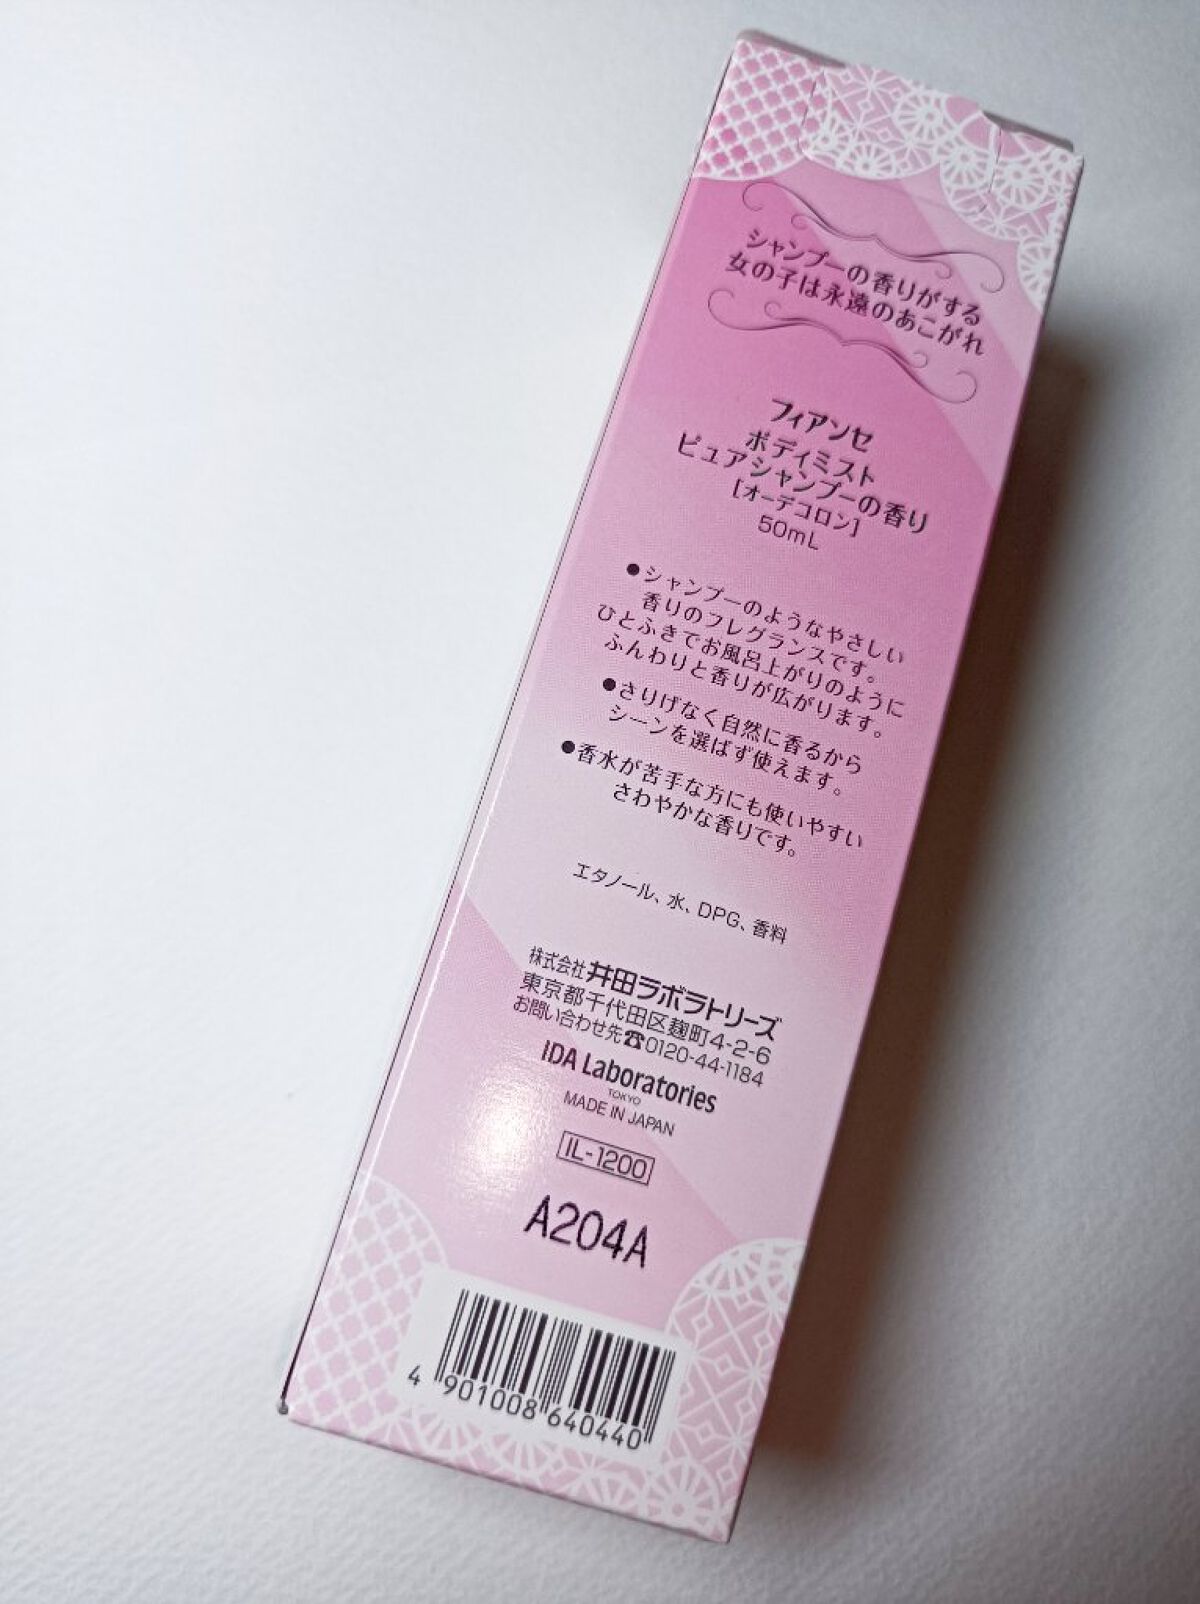 シャンプーの香りがする
女の子は永遠のあこがれ
フィアンセ
ボディミスト
ピュアシャンプーの香り
[オーデコロン]
50mL
●シャンプーのようなやさしい
香りのフレグランスです。
ひとふきでお風呂上がりのように
ふんわりと香りが広がります。
●さりげなく自然に香るから
シーンを選ばず使えます。
●香水が苦手な方にも使いやすい
さわやかな香りです。
エタノール、水、DPG、香料
株式会社井田ラボラトリーズ
東京都千代田区麹町4-2-6
お問い合わせ先☎0120-44-1184
IDA Laboratories
TOKYO
MADE IN JAPAN
IL-1200
A204A
4 901008 640440